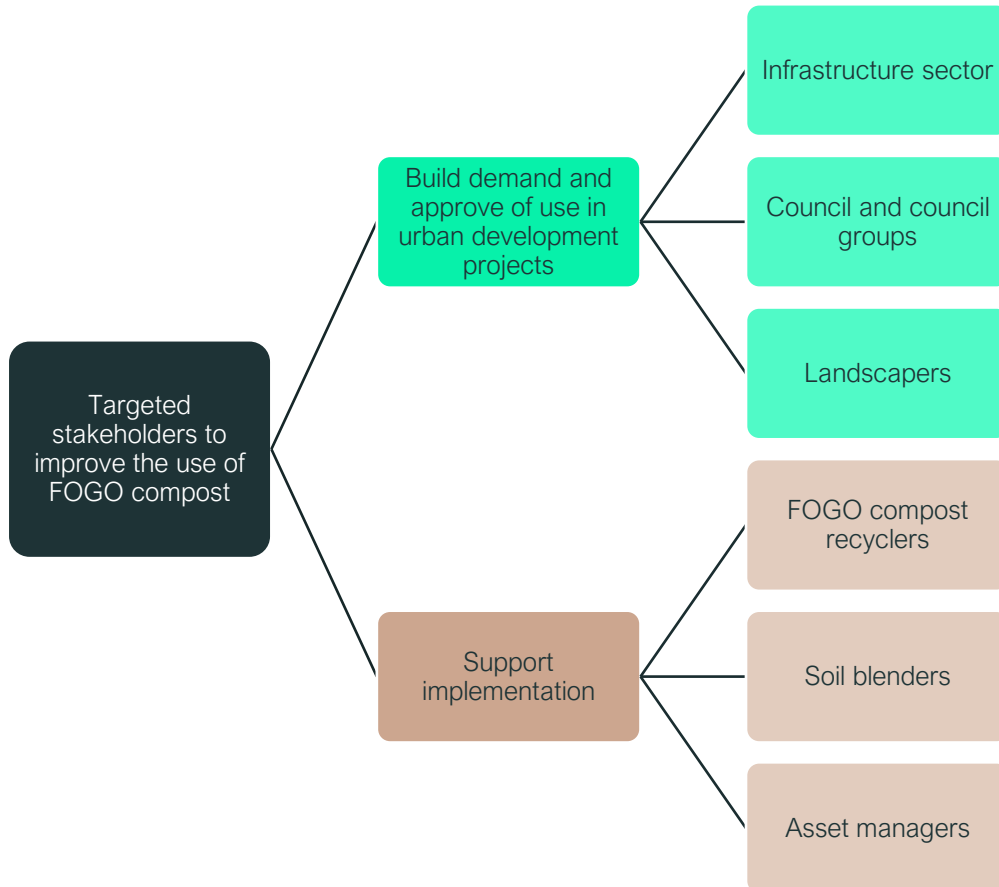 Targeted
stakeholders to
improve the use of
FOGO compost
Build demand and
approve of use in
urban development
projects
Infrastructure sector
Council and council
groups
Landscapers
Support
implementation
FOGO compost
recyclers
Soil blenders
Asset managers